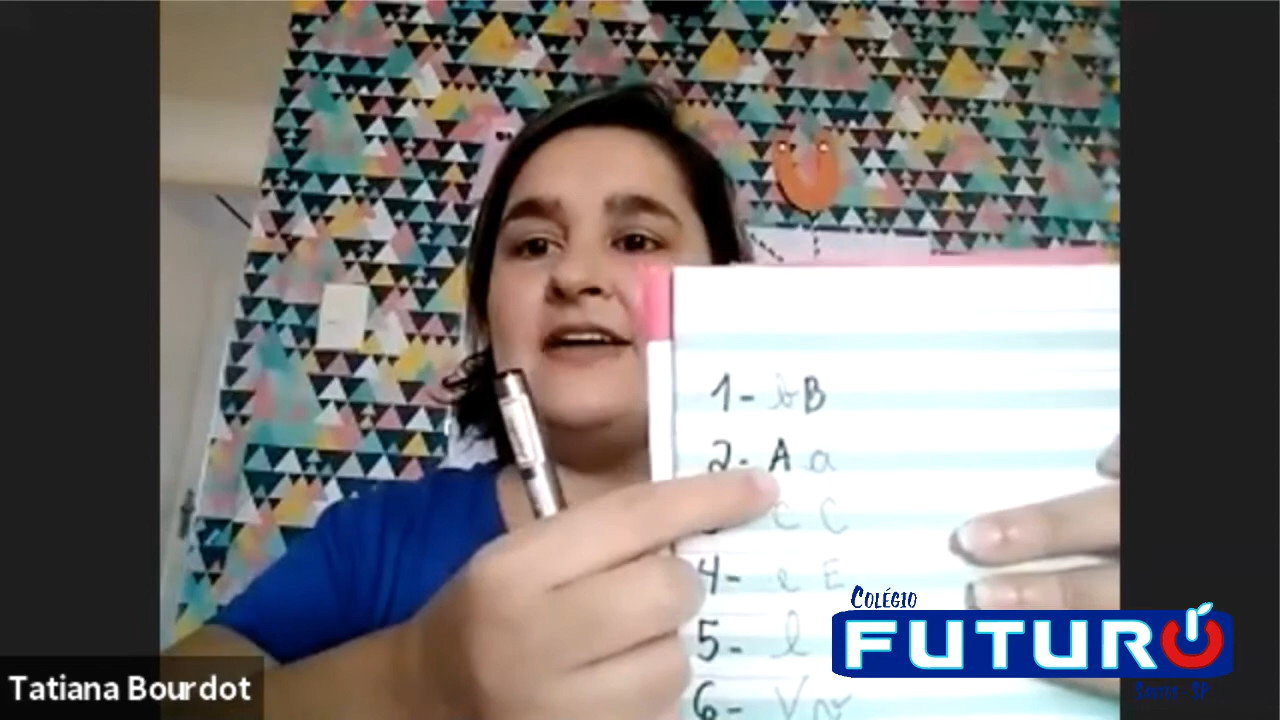 1- b B
2- A a
c C
4- e E
5- l
6- V v
COLÉGIO
FUTURO
Tatiana Bourdot